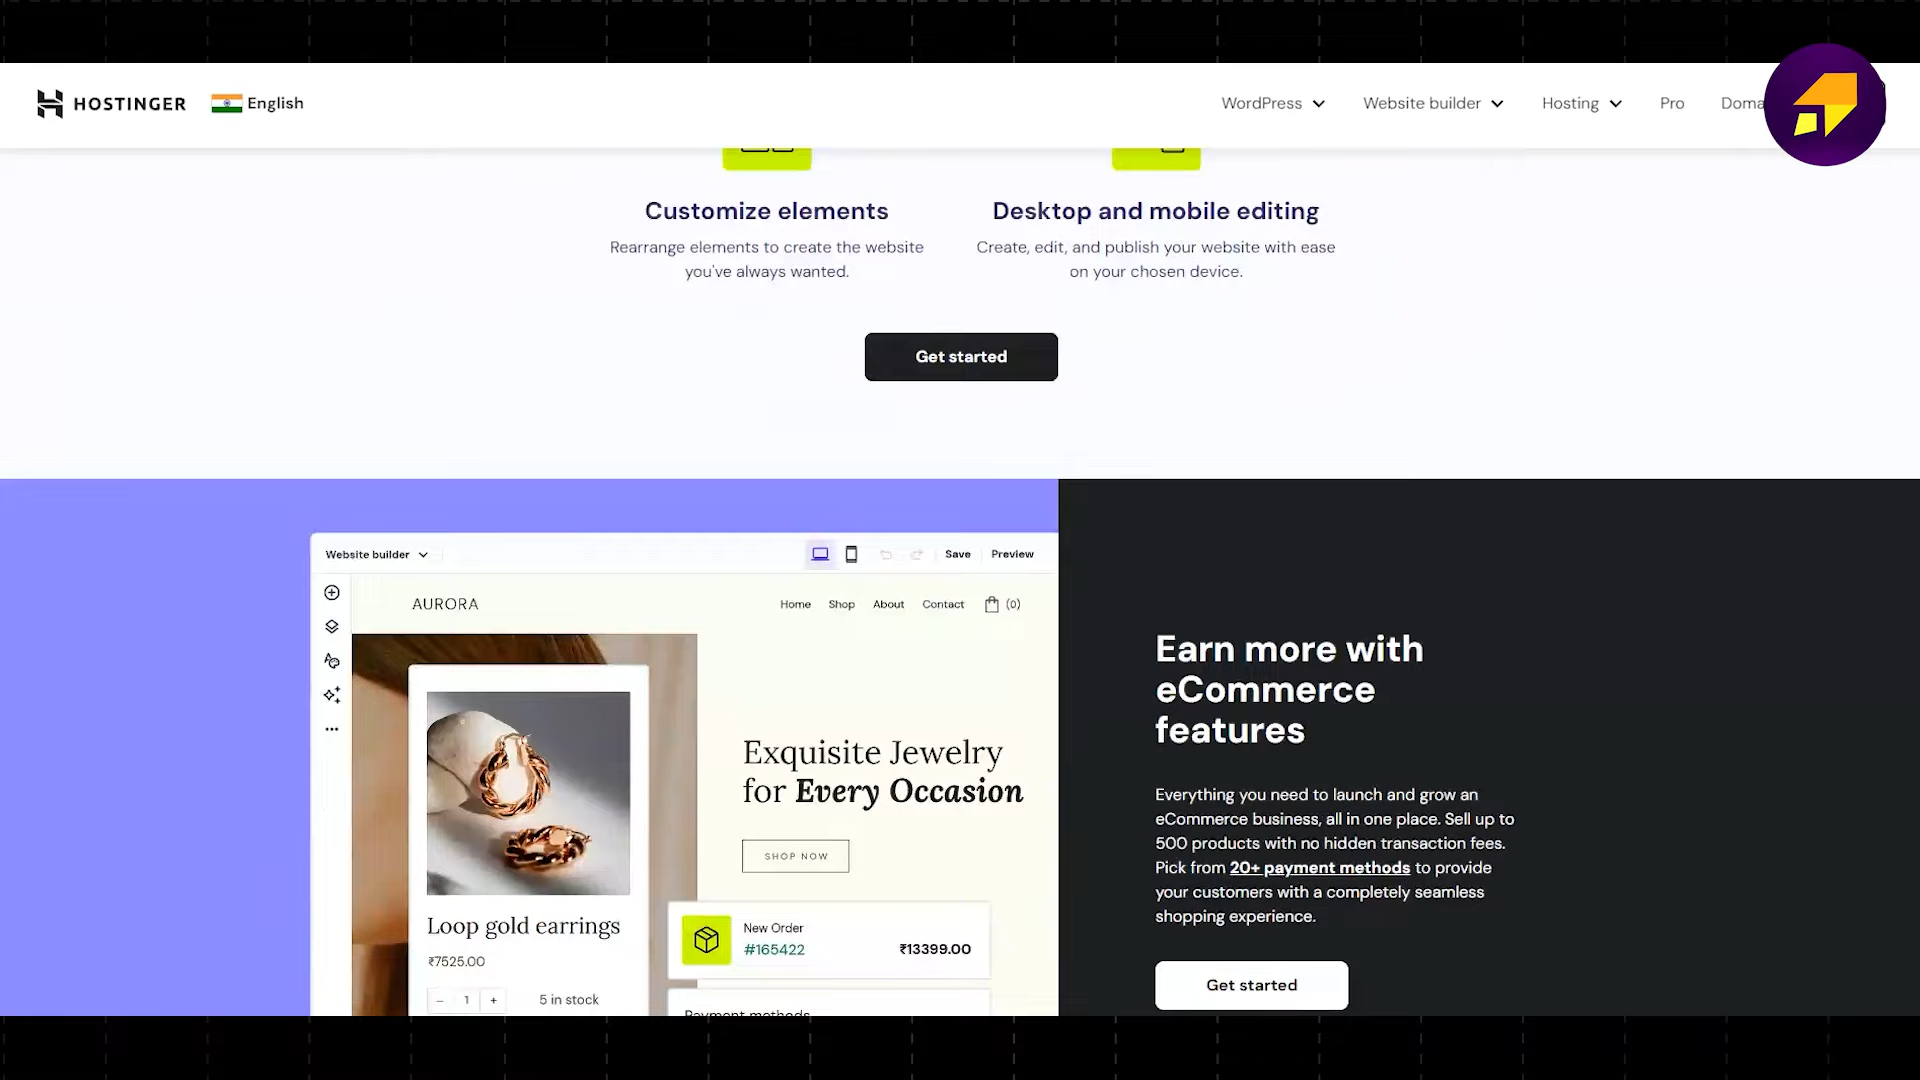 HOSTINGER English WordPress Website builder Hosting Pro Doma
Customize elements
Rearrange elements to create the website
you've always wanted.
Desktop and mobile editing
Create, edit, and publish your website with ease
on your chosen device.
Get started
Website builder Save Preview
AURORA Home Shop About Contact (0)
Exquisite Jewelry
for Every Occasion
SHOP NOW
Loop gold earrings
₹7525.00
– 1 + 5 in stock
New Order
#165422 ₹13399.00
Payment methods
Earn more with
eCommerce
features
Everything you need to launch and grow an
eCommerce business, all in one place. Sell up to
500 products with no hidden transaction fees.
Pick from 20+ payment methods to provide
your customers with a completely seamless
shopping experience.
Get started